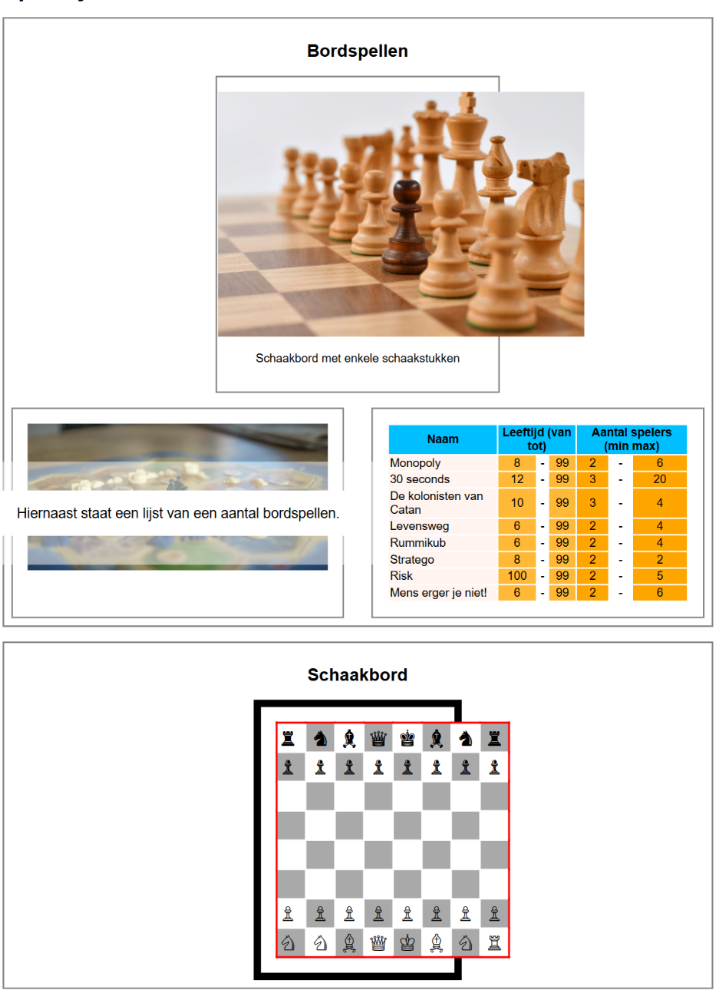 Bordspellen
Schaakbord met enkele schaakstukken
Hiernaast staat een lijst van een aantal bordspellen.
Naam Leeftijd (van tot) Aantal spelers (min max)
Monopoly 8 - 99 2 - 6
30 seconds 12 - 99 3 - 20
De kolonisten van Catan 10 - 99 3 - 4
Levensweg 6 - 99 2 - 4
Rummikub 6 - 99 2 - 4
Stratego 8 - 99 2 - 2
Risk 100 - 99 2 - 5
Mens erger je niet! 6 - 99 2 - 6
Schaakbord